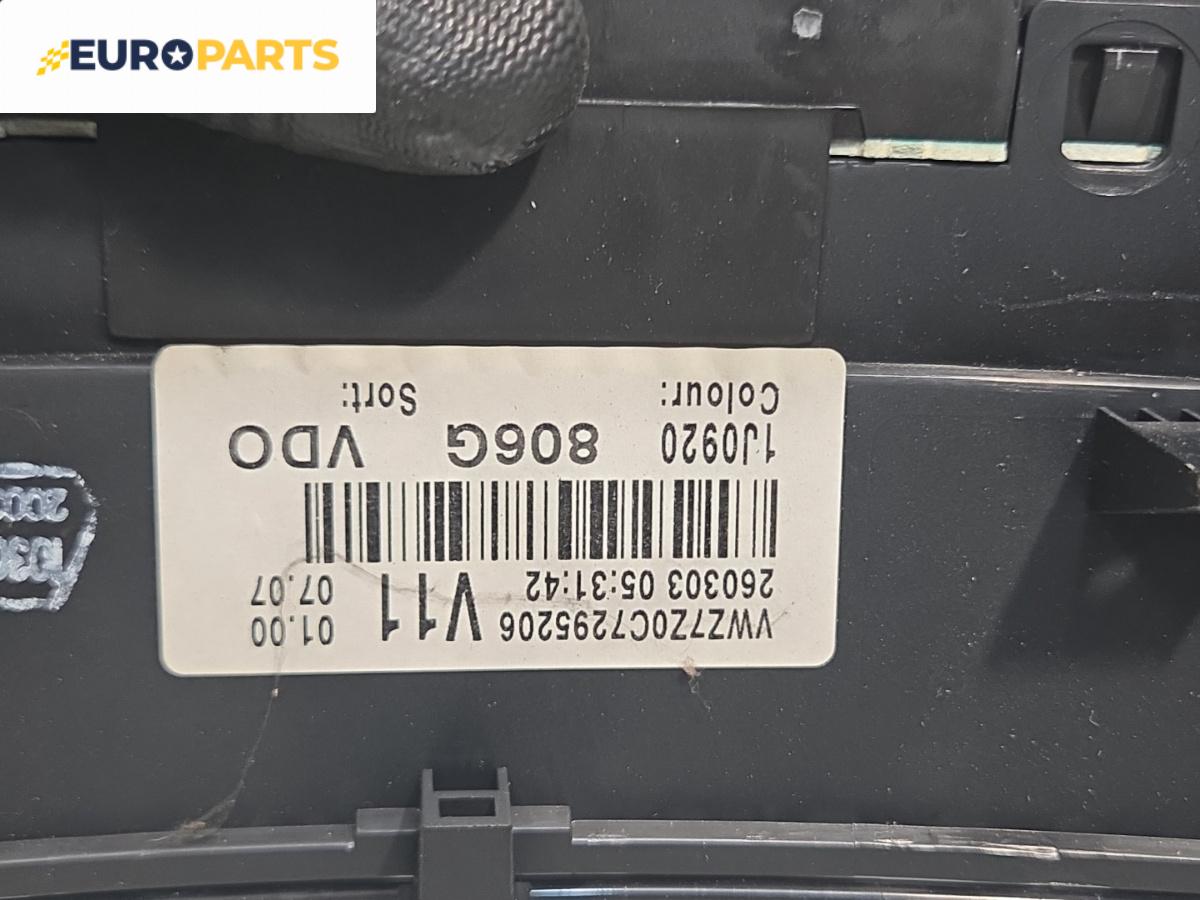 EUROPARTS
VWZ7Z0C7295206 V11 01.00
260303 05:31:42 07.07
1J0920 806G VDO
Colour: Sort: